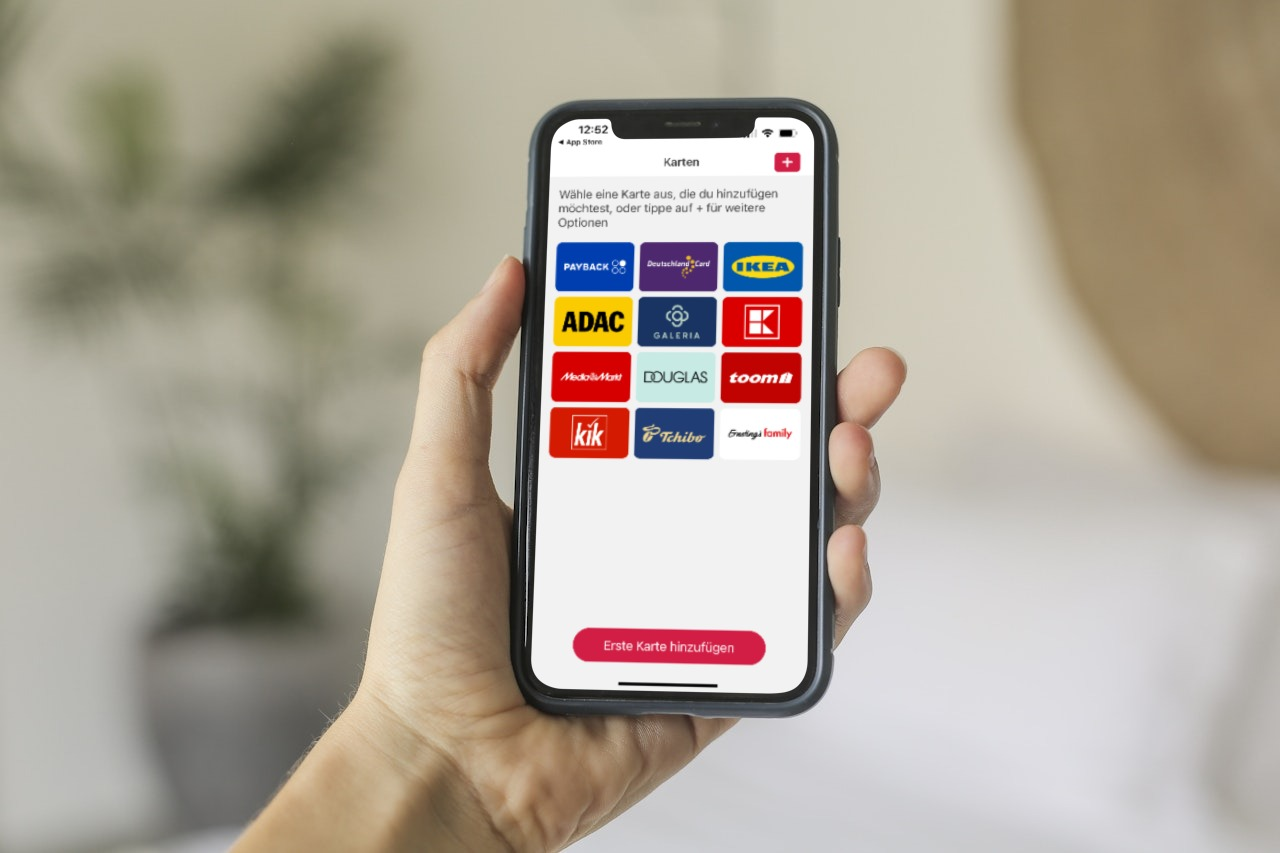 12:52
◀ App Store
Karten
+
Wähle eine Karte aus, die du hinzufügen
möchtest, oder tippe auf + für weitere
Optionen
PAYBACK
DeutschlandCard
IKEA
ADAC
GALERIA
K
MediaMarkt
DOUGLAS
toom
kik
Tchibo
Ernsting's family
Erste Karte hinzufügen